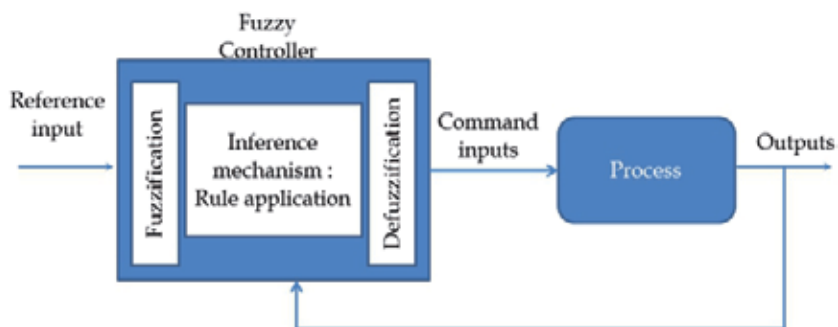 Fuzzy
Controller
Reference
input
Fuzzification
Inference
mechanism :
Rule application
Defuzzification
Command
inputs
Process
Outputs